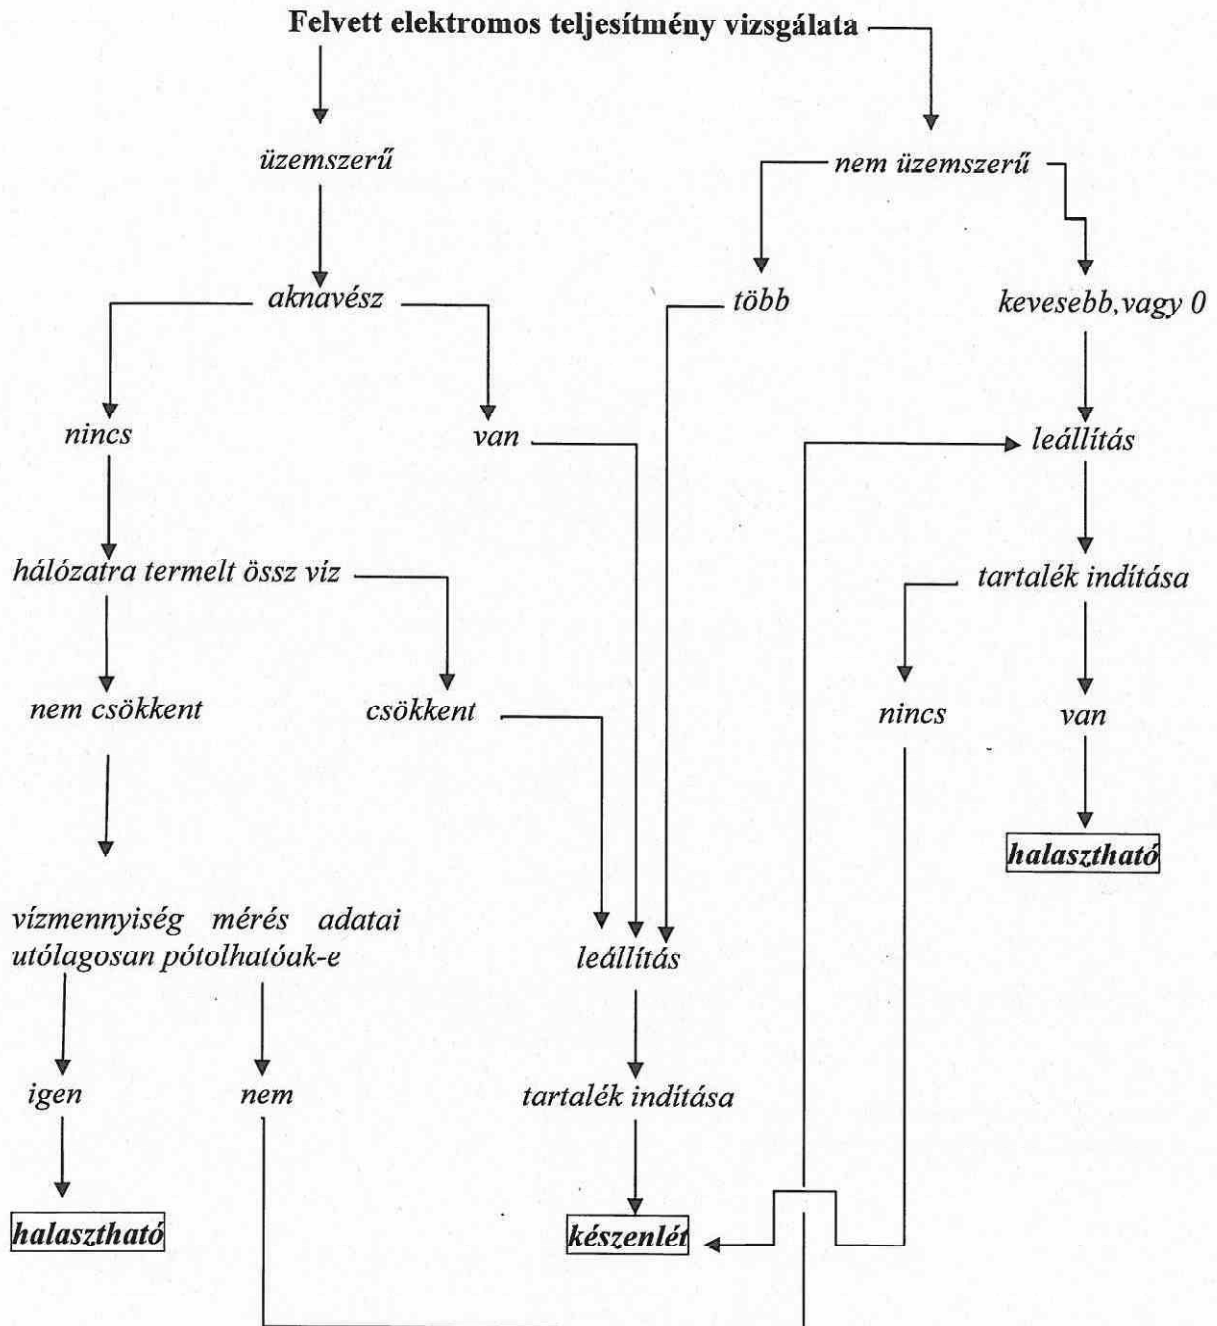 Felvett elektromos teljesítmény vizsgálata
üzemszerű
nem üzemszerű
aknavész
több
kevesebb, vagy 0
nincs
van
leállítás
hálózatra termelt össz víz
tartalék indítása
nem csökkent
csökkent
nincs
van
halasztható
vízmennyiség mérés adatai
utólagosan pótolhatóak-e
leállítás
igen
nem
tartalék indítása
halasztható
készenlét